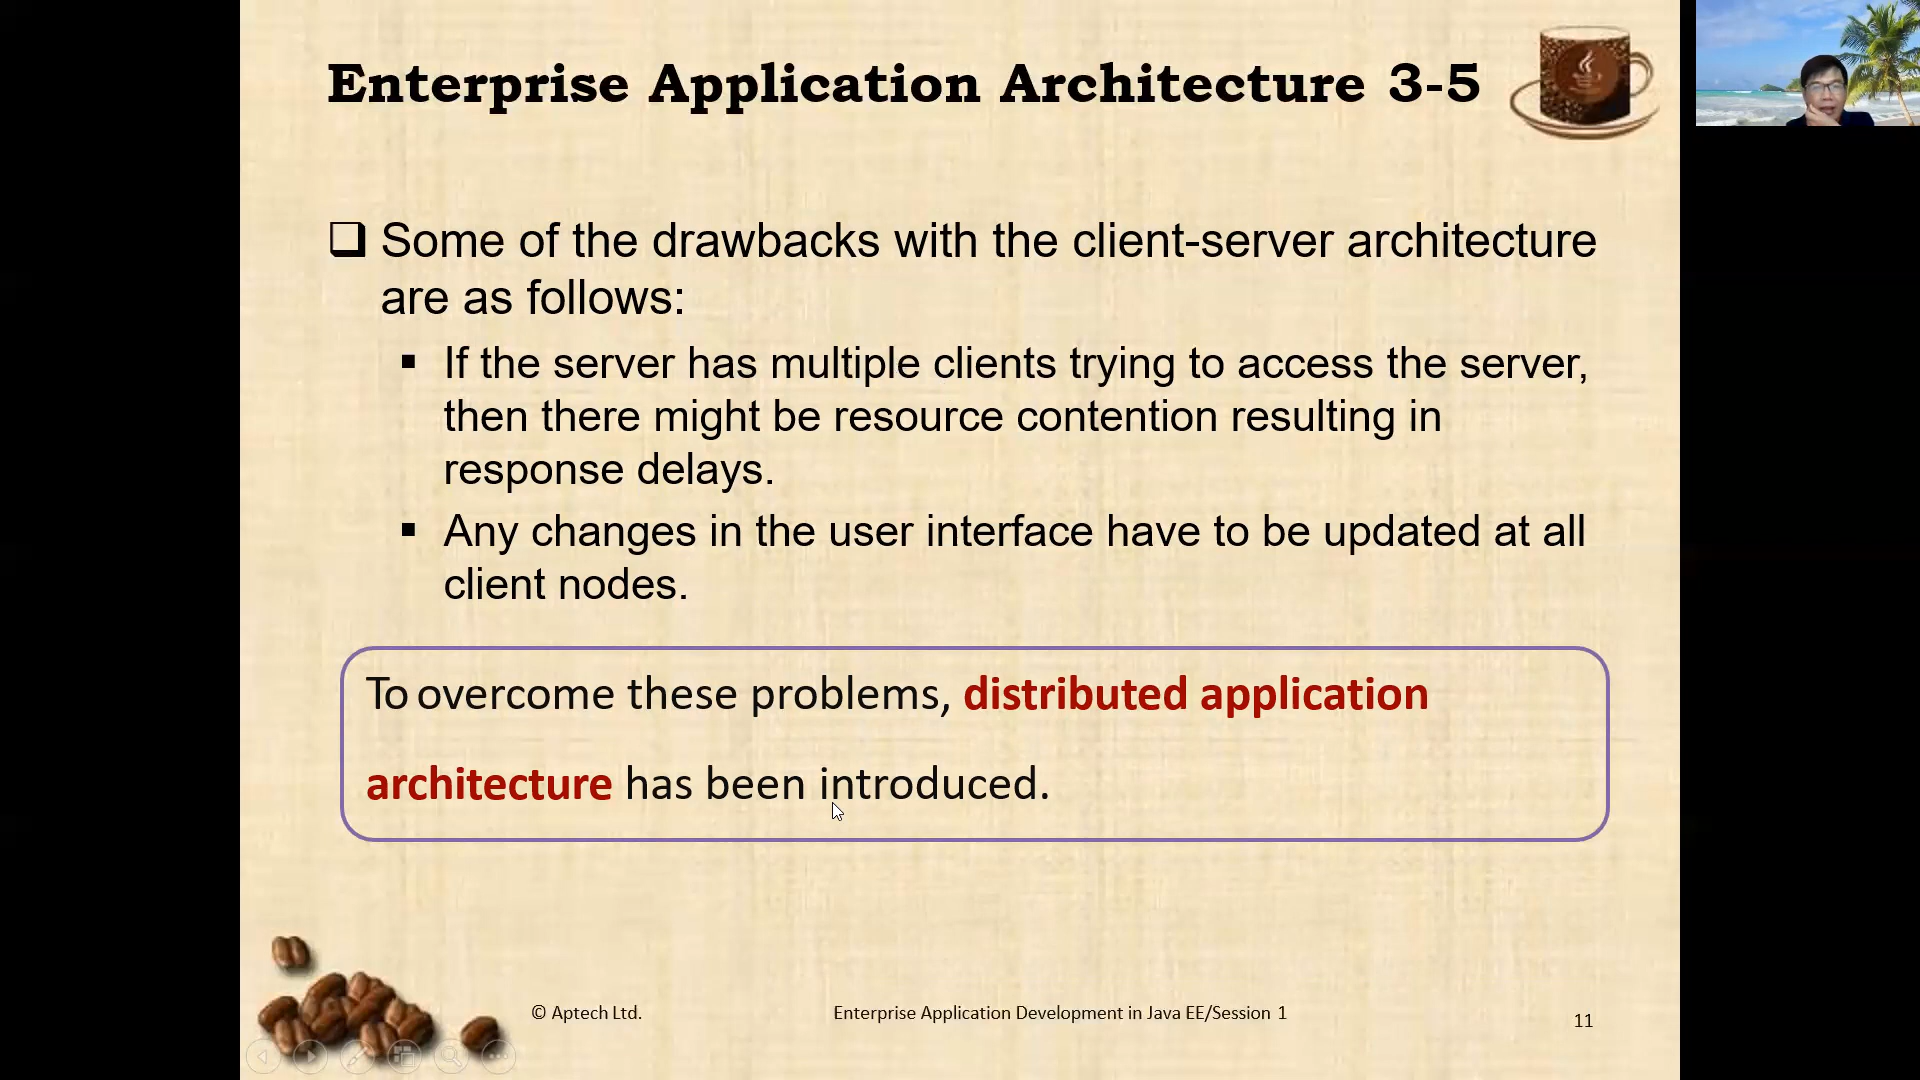 Enterprise Application Architecture 3-5
Some of the drawbacks with the client-server architecture
are as follows:
If the server has multiple clients trying to access the server,
then there might be resource contention resulting in
response delays.
Any changes in the user interface have to be updated at all
client nodes.
To overcome these problems, distributed application
architecture has been introduced.
© Aptech Ltd.
Enterprise Application Development in Java EE/Session 1
11